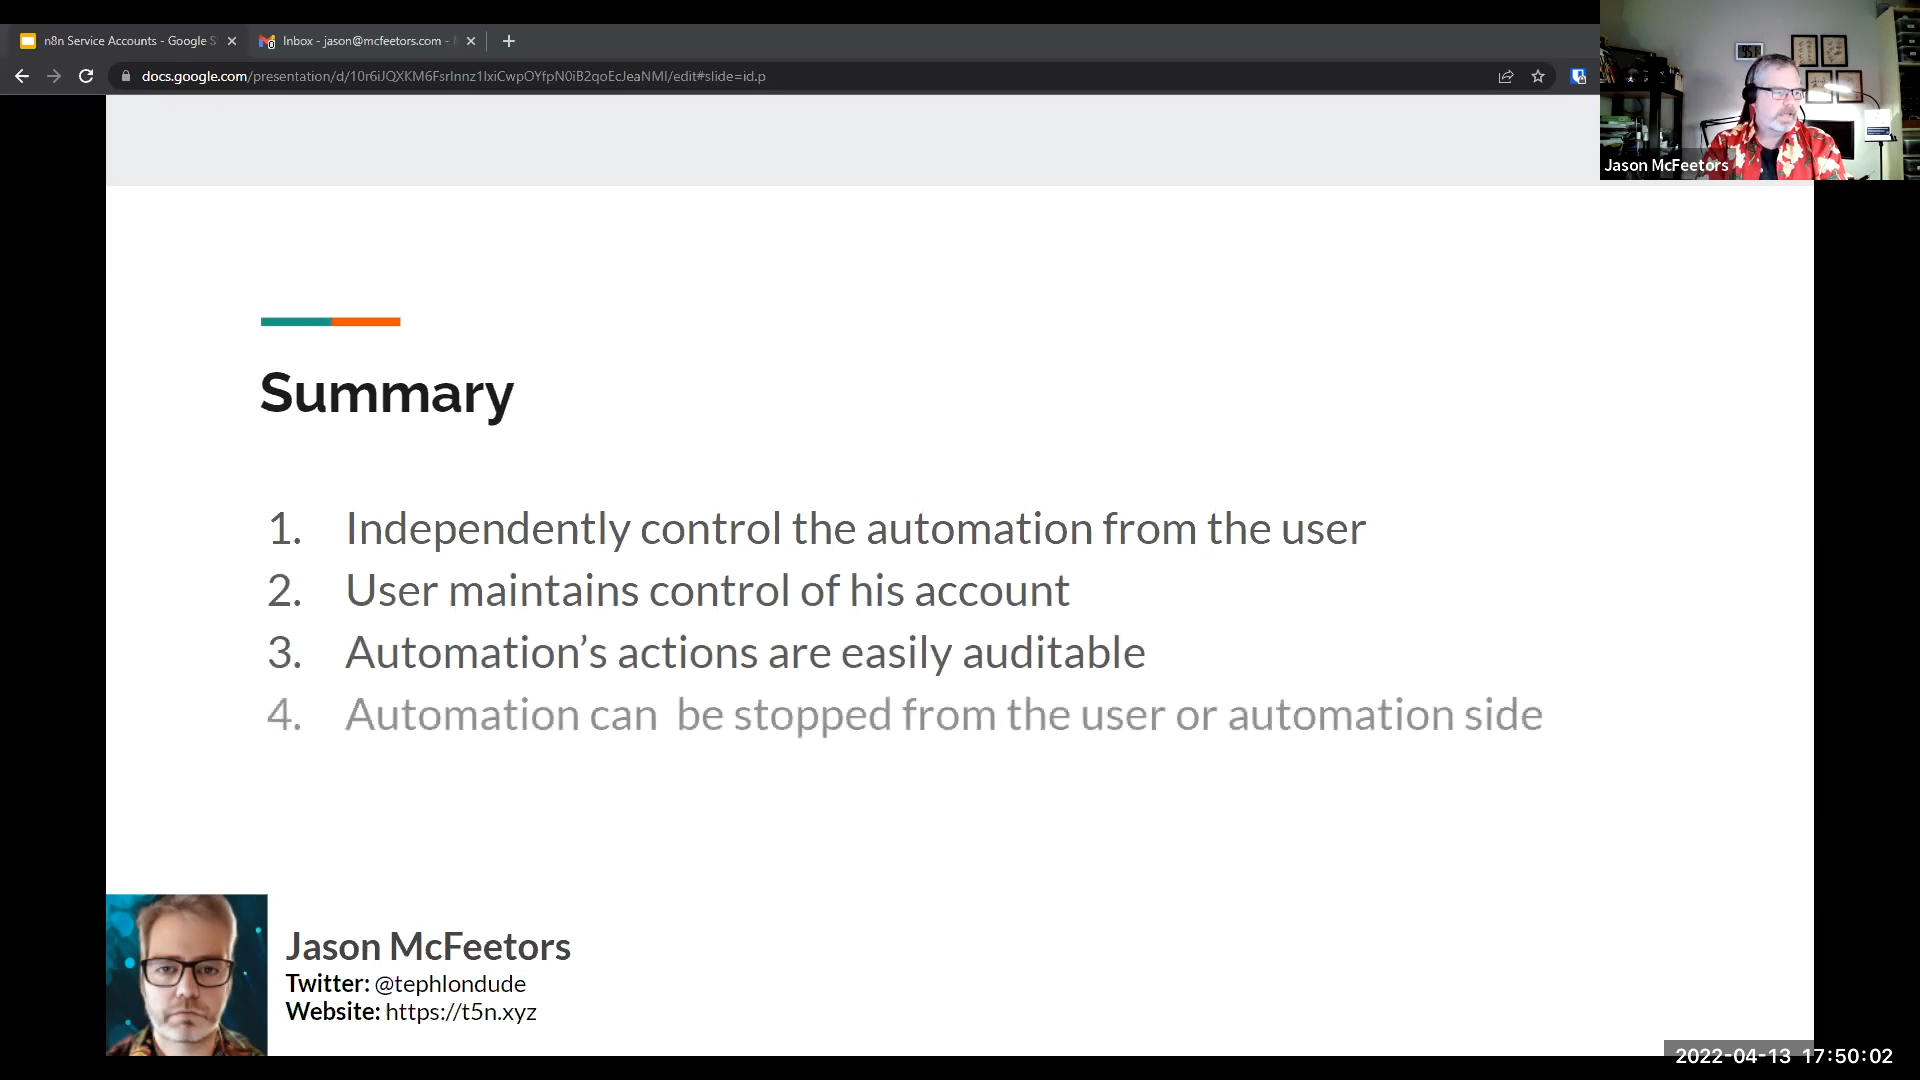 n8n Service Accounts - Google S
Inbox - jason@mcfeetors.com -
docs.google.com/presentation/d/10r6iJQXKM6FsrInnz1lxiCwpOYfpN0iB2qoEcJeaNMI/edit#slide=id.p
Jason McFeetors
Summary
1. Independently control the automation from the user
2. User maintains control of his account
3. Automation’s actions are easily auditable
4. Automation can be stopped from the user or automation side
Jason McFeetors
Twitter: @tephlondude
Website: https://t5n.xyz
2022-04-13 17:50:02